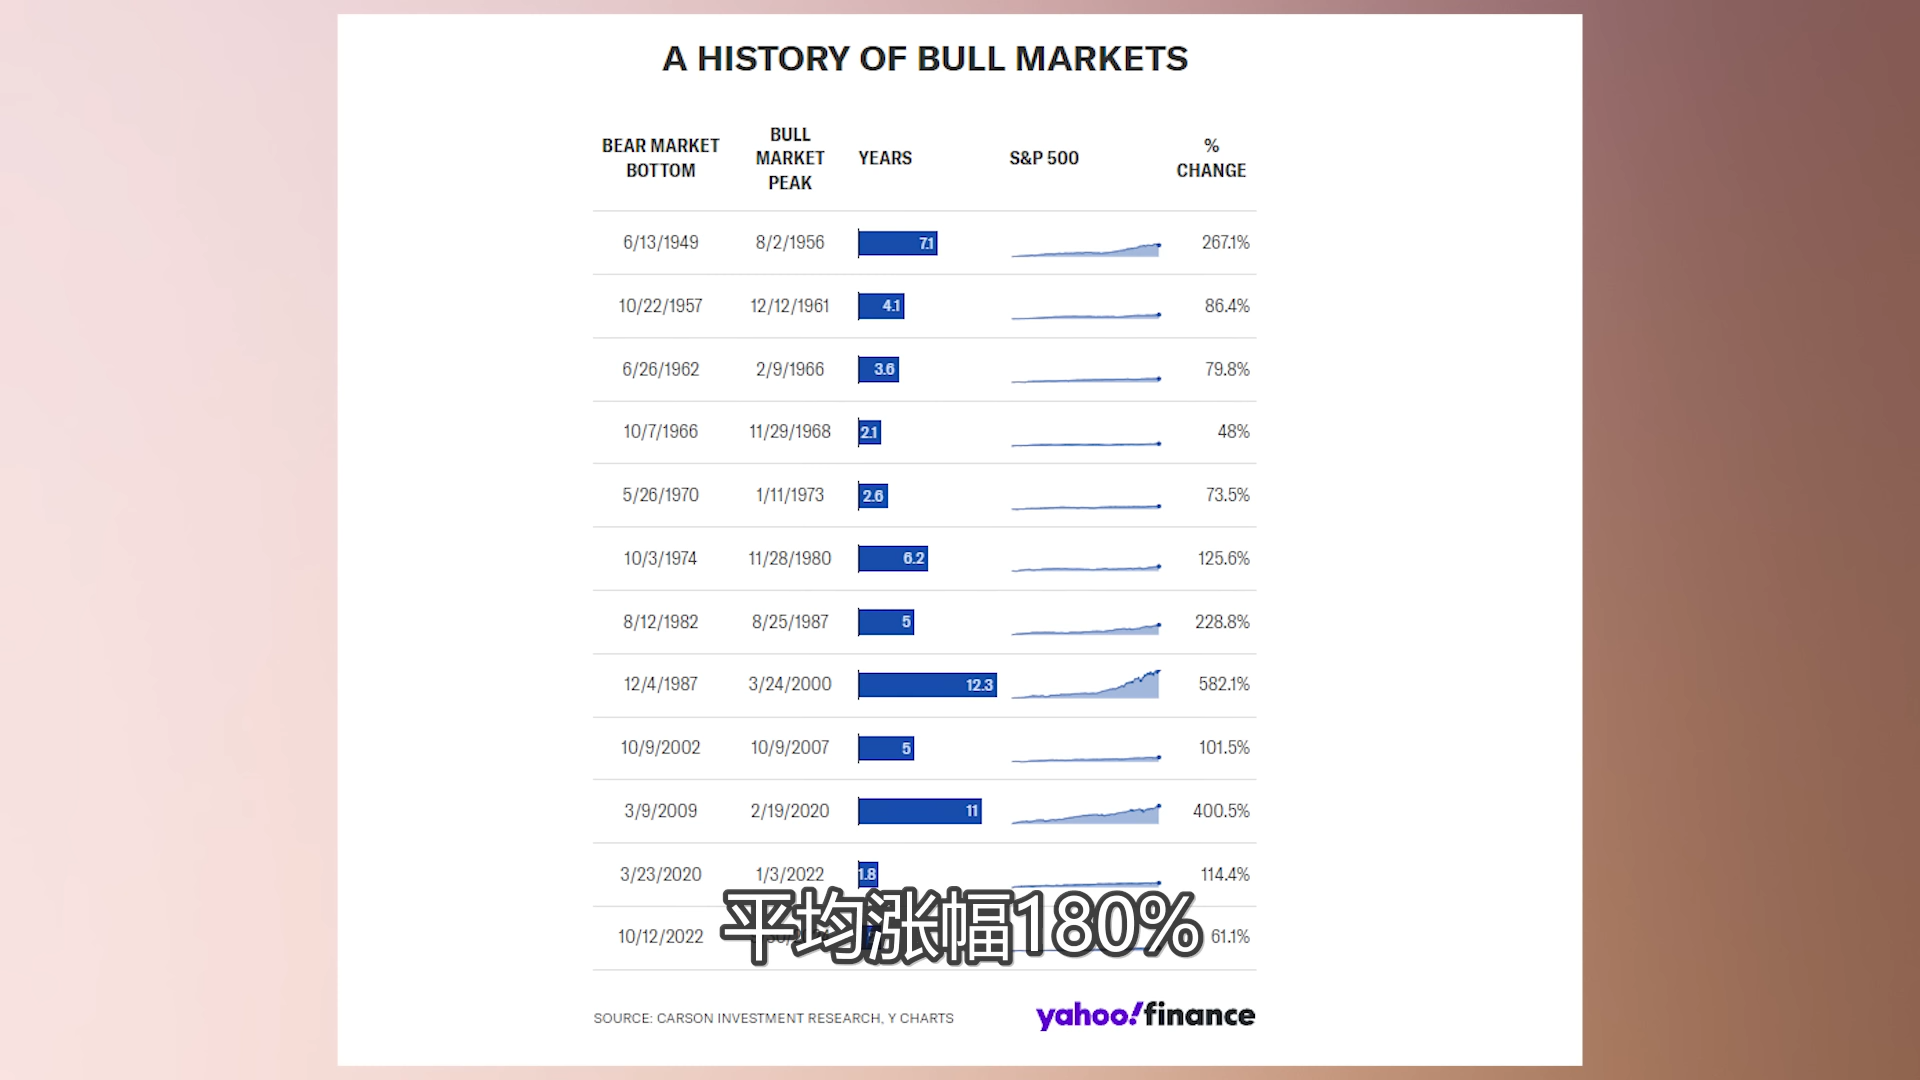 A HISTORY OF BULL MARKETS
BEAR MARKET BOTTOM BULL MARKET PEAK YEARS S&P 500 % CHANGE
6/13/1949 8/2/1956 7.1 267.1%
10/22/1957 12/12/1961 4.1 86.4%
6/26/1962 2/9/1966 3.6 79.8%
10/7/1966 11/29/1968 2.1 48%
5/26/1970 1/11/1973 2.6 73.5%
10/3/1974 11/28/1980 6.2 125.6%
8/12/1982 8/25/1987 5 228.8%
12/4/1987 3/24/2000 12.3 582.1%
10/9/2002 10/9/2007 5 101.5%
3/9/2009 2/19/2020 11 400.5%
3/23/2020 1/3/2022 1.8 114.4%
10/12/2022 61.1%
平均涨幅180%
SOURCE: CARSON INVESTMENT RESEARCH, Y CHARTS
yahoo!finance